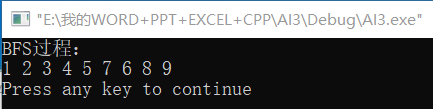 "E:\我的WORD+PPT+EXCEL+CPP\AI3\Debug\AI3.exe"
BFS过程:
1 2 3 4 5 7 6 8 9
Press any key to continue